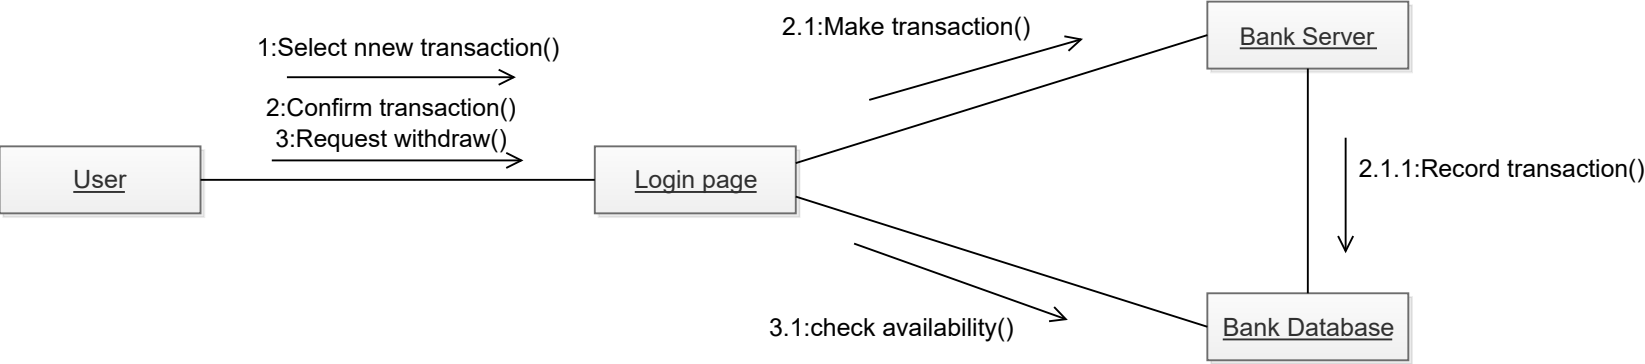 1:Select nnew transaction()
2:Confirm transaction()
3:Request withdraw()
User
Login page
2.1:Make transaction()
Bank Server
2.1.1:Record transaction()
3.1:check availability()
Bank Database